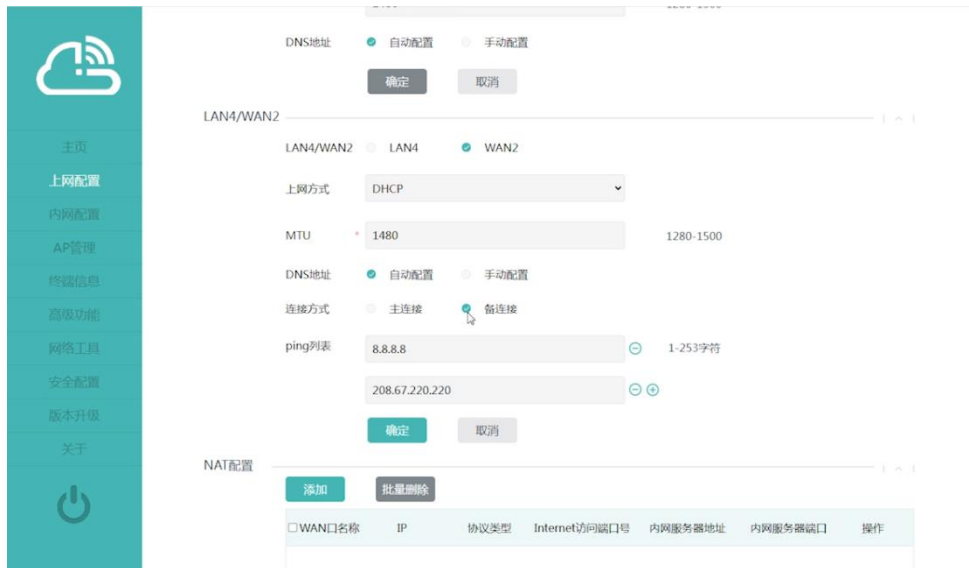 DNS地址 自动配置 手动配置
确定 取消
LAN4/WAN2
LAN4/WAN2 LAN4 WAN2
上网方式 DHCP
MTU * 1480 1280-1500
DNS地址 自动配置 手动配置
连接方式 主连接 备连接
ping列表 8.8.8.8 1-253字符
208.67.220.220
确定 取消
NAT配置
添加 批量删除
WAN口名称 IP 协议类型 Internet访问端口号 内网服务器地址 内网服务器端口 操作
主页
上网配置
内网配置
AP管理
终端信息
高级功能
网络工具
安全配置
版本升级
关于